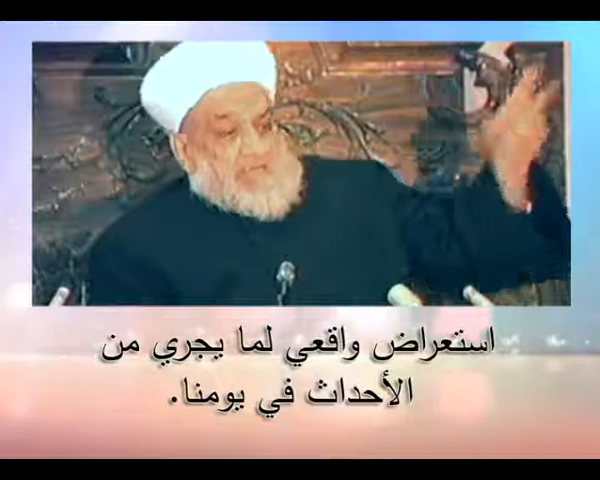 استعراض واقعي لما يجري من
الأحداث في يومنا.